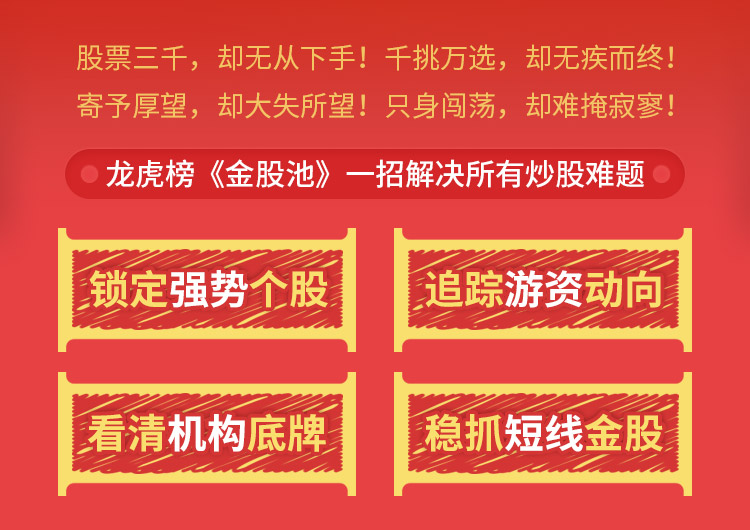 股票三千，却无从下手！千挑万选，却无疾而终！
寄予厚望，却大失所望！只身闯荡，却难掩寂寥！
龙虎榜《金股池》一招解决所有炒股难题
锁定强势个股
追踪游资动向
看清机构底牌
稳抓短线金股